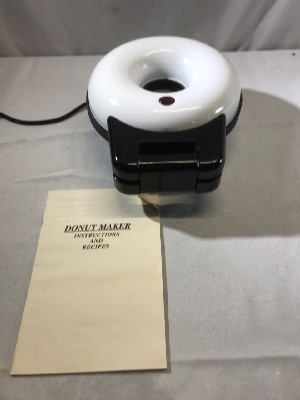 DONUT MAKER
INSTRUCTIONS
AND
RECIPES